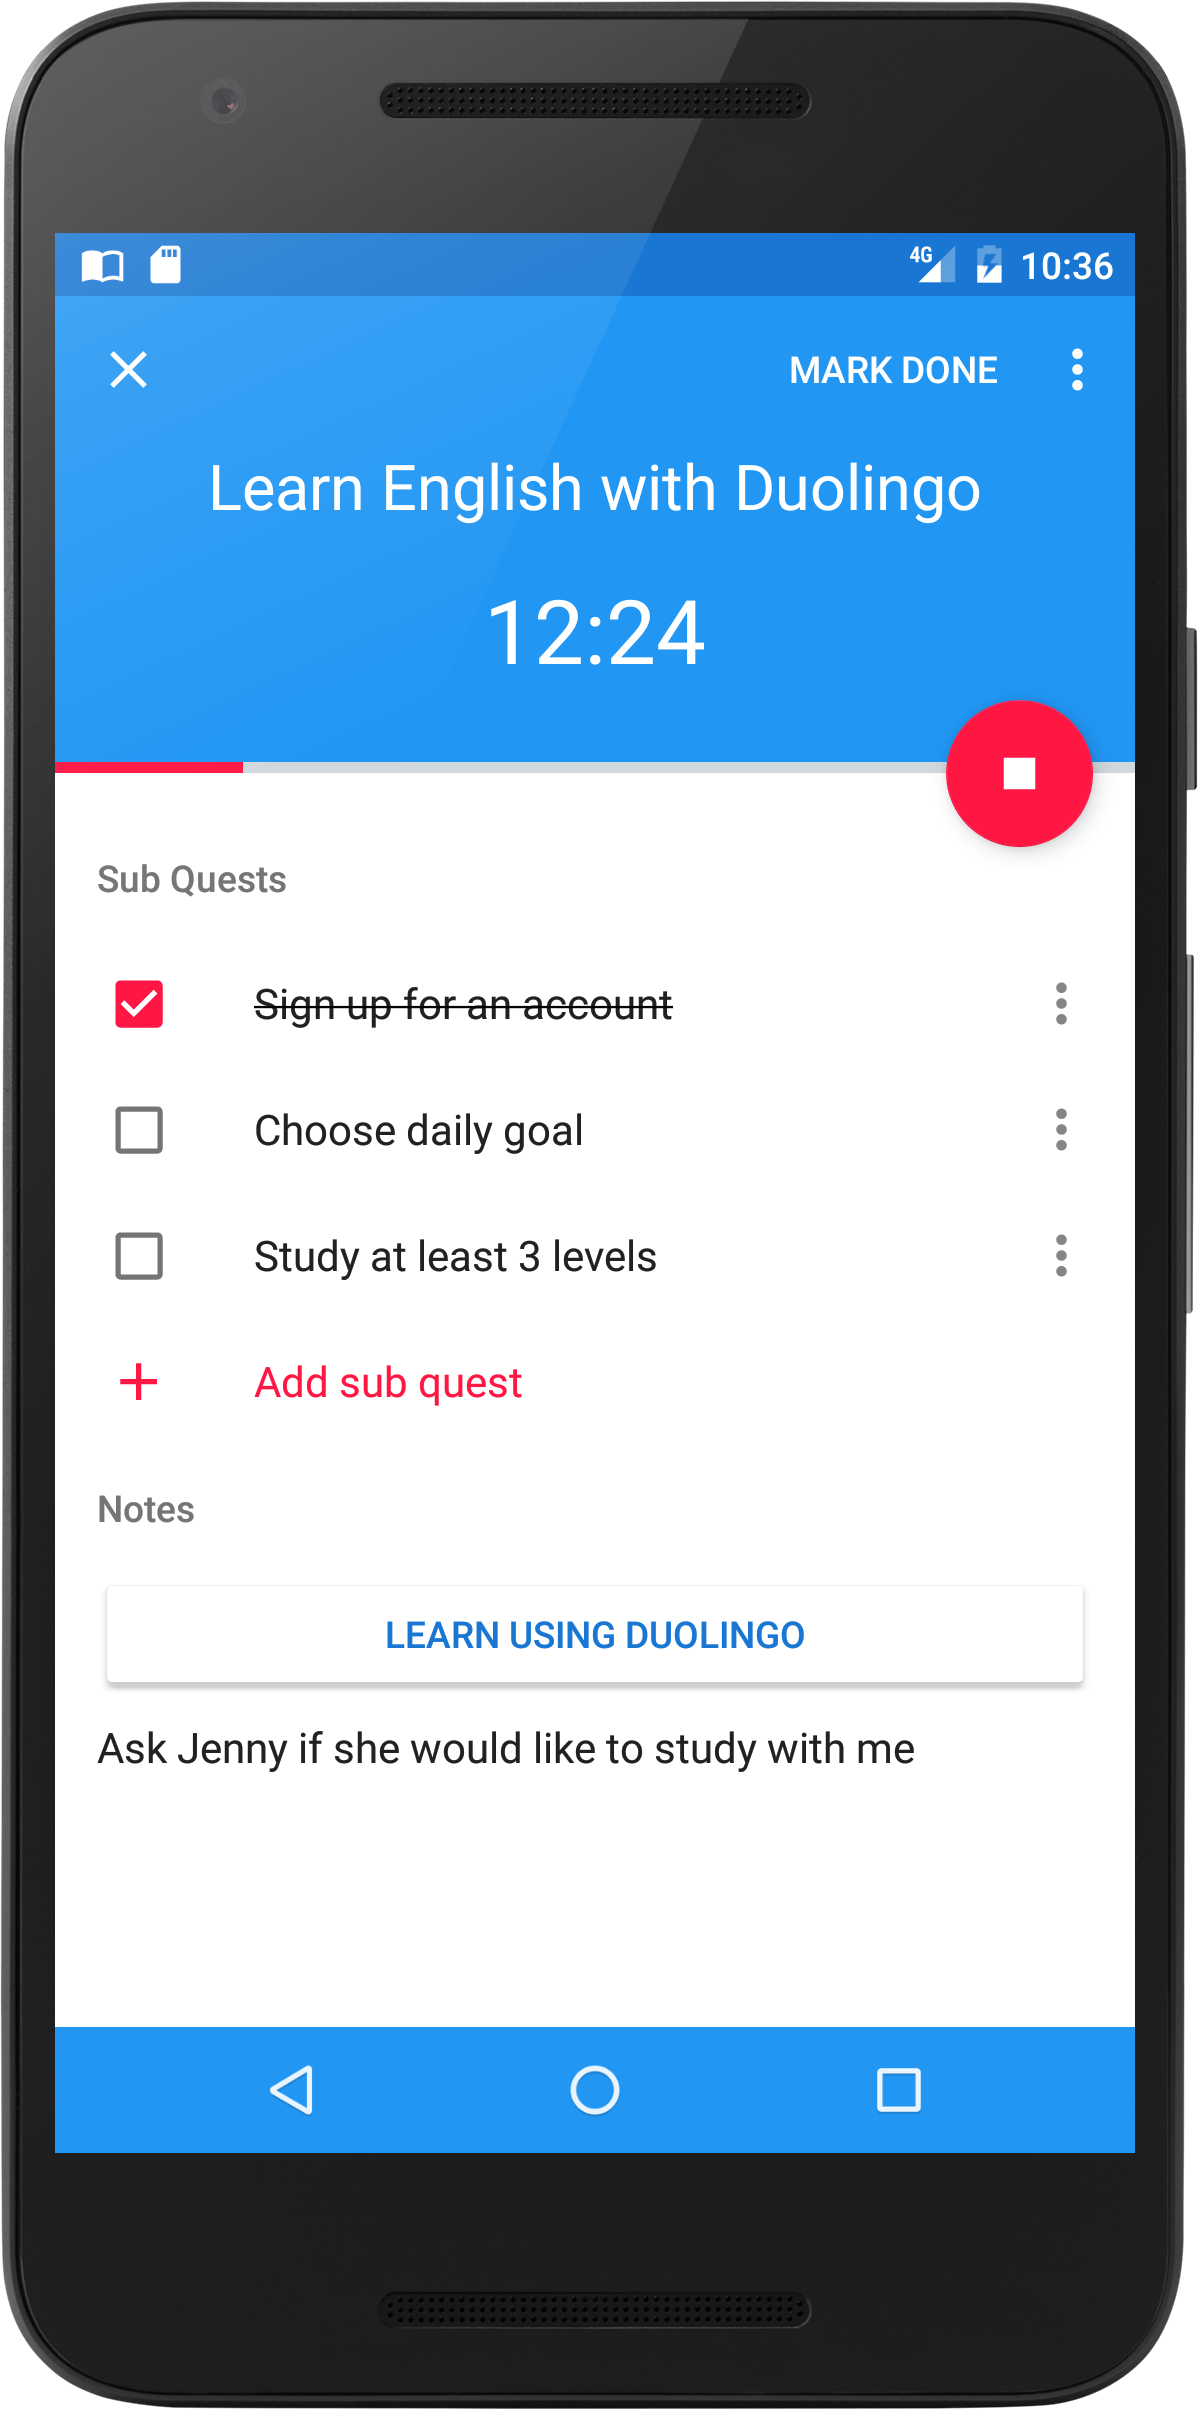 4G 10:36
MARK DONE
Learn English with Duolingo
12:24
Sub Quests
Sign up for an account
Choose daily goal
Study at least 3 levels
Add sub quest
Notes
LEARN USING DUOLINGO
Ask Jenny if she would like to study with me